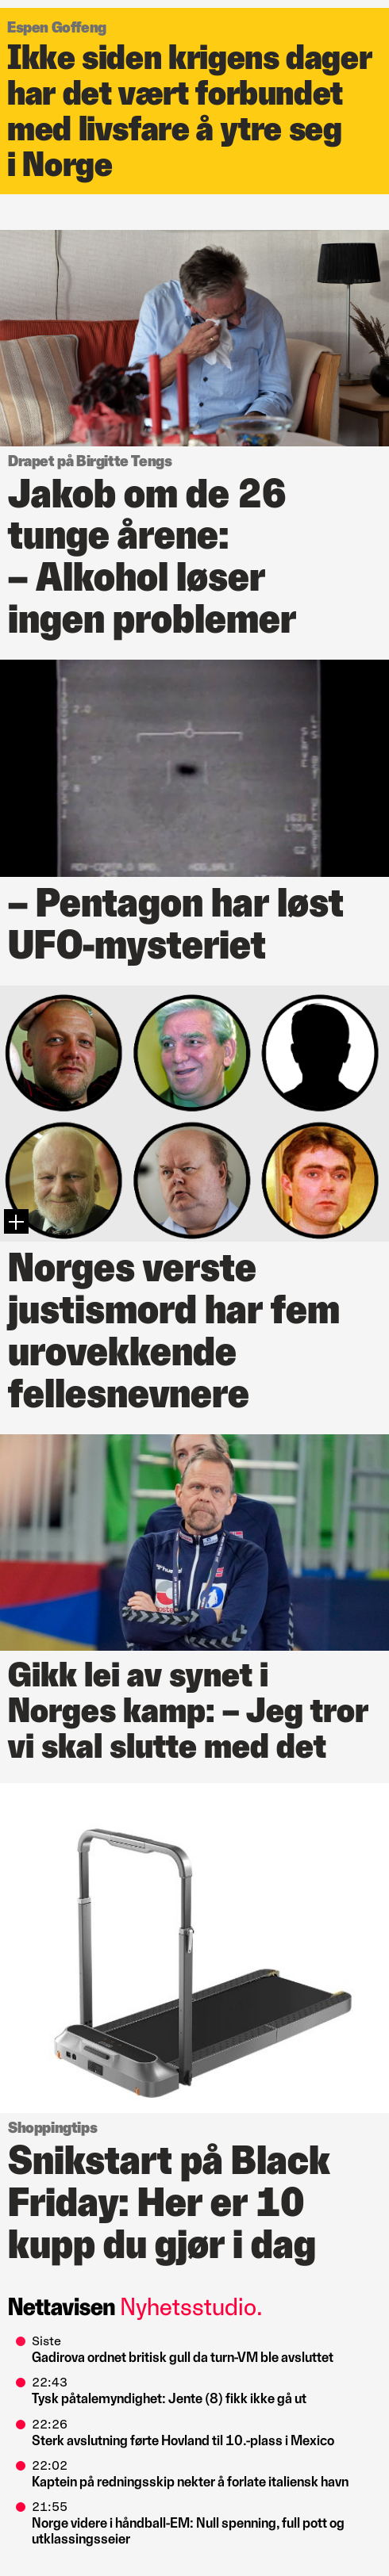 Espen Goffeng
Ikke siden krigens dager
har det vært forbundet
med livsfare å ytre seg
i Norge
Drapet på Birgitte Tengs
Jakob om de 26
tunge årene:
– Alkohol løser
ingen problemer
2.0
5°
– Pentagon har løst
UFO-mysteriet
Norges verste
justismord har fem
urovekkende
fellesnevnere
Gikk lei av synet i
Norges kamp: – Jeg tror
vi skal slutte med det
Shoppingtips
Snikstart på Black
Friday: Her er 10
kupp du gjør i dag
Nettavisen Nyhetsstudio.
Siste
Gadirova ordnet britisk gull da turn-VM ble avsluttet
22:43
Tysk påtalemyndighet: Jente (8) fikk ikke gå ut
22:26
Sterk avslutning førte Hovland til 10.-plass i Mexico
22:02
Kaptein på redningsskip nekter å forlate italiensk havn
21:55
Norge videre i håndball-EM: Null spenning, full pott og
utklassingsseier